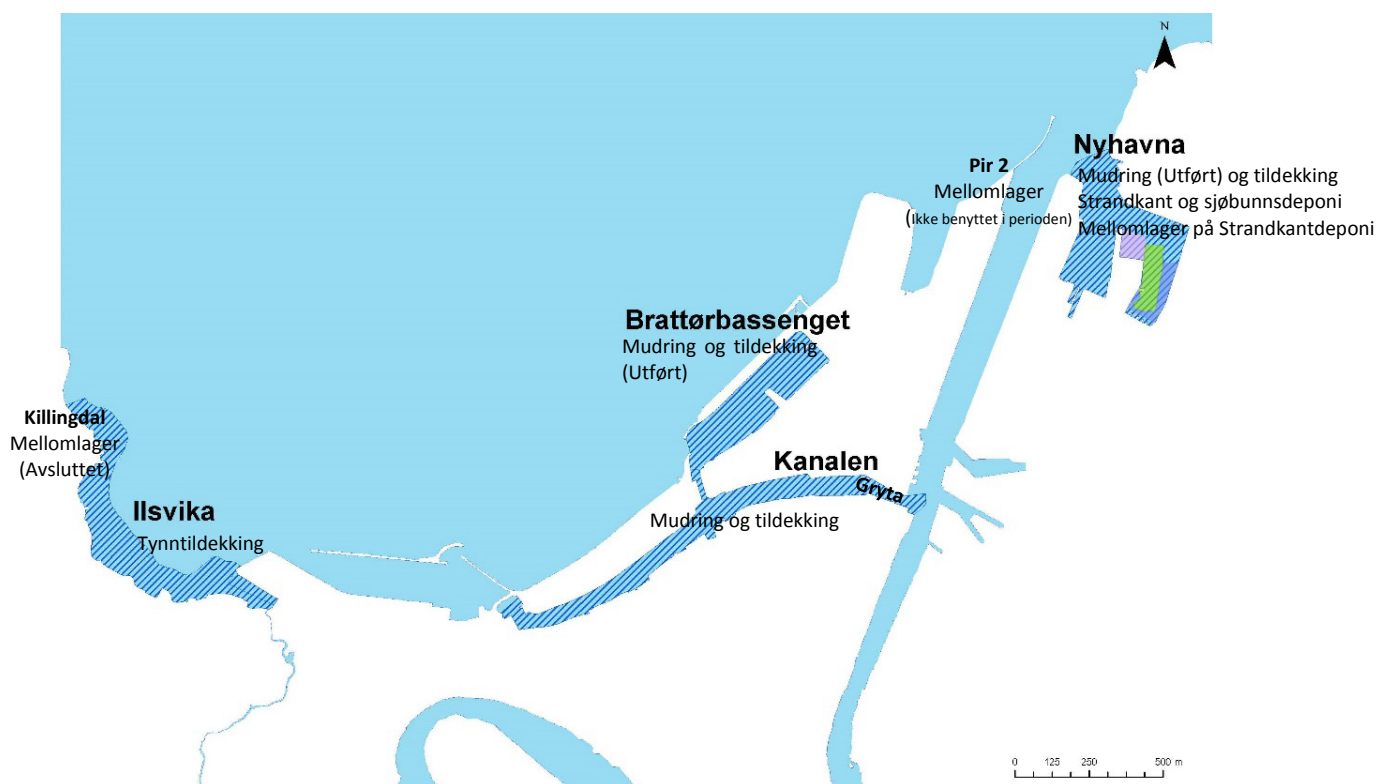 N
Nyhavna
Mudring (Utført) og tildekking
Strandkant og sjøbunnsdeponi
Mellomlager på Strandkantdeponi
Pir 2
Mellomlager
(Ikke benyttet i perioden)
Brattørbassenget
Mudring og tildekking
(Utført)
Killingdal
Mellomlager
(Avsluttet)
Kanalen
Gryta
Mudring og tildekking
Ilsvika
Tynntildekking
0 125 250 500 m